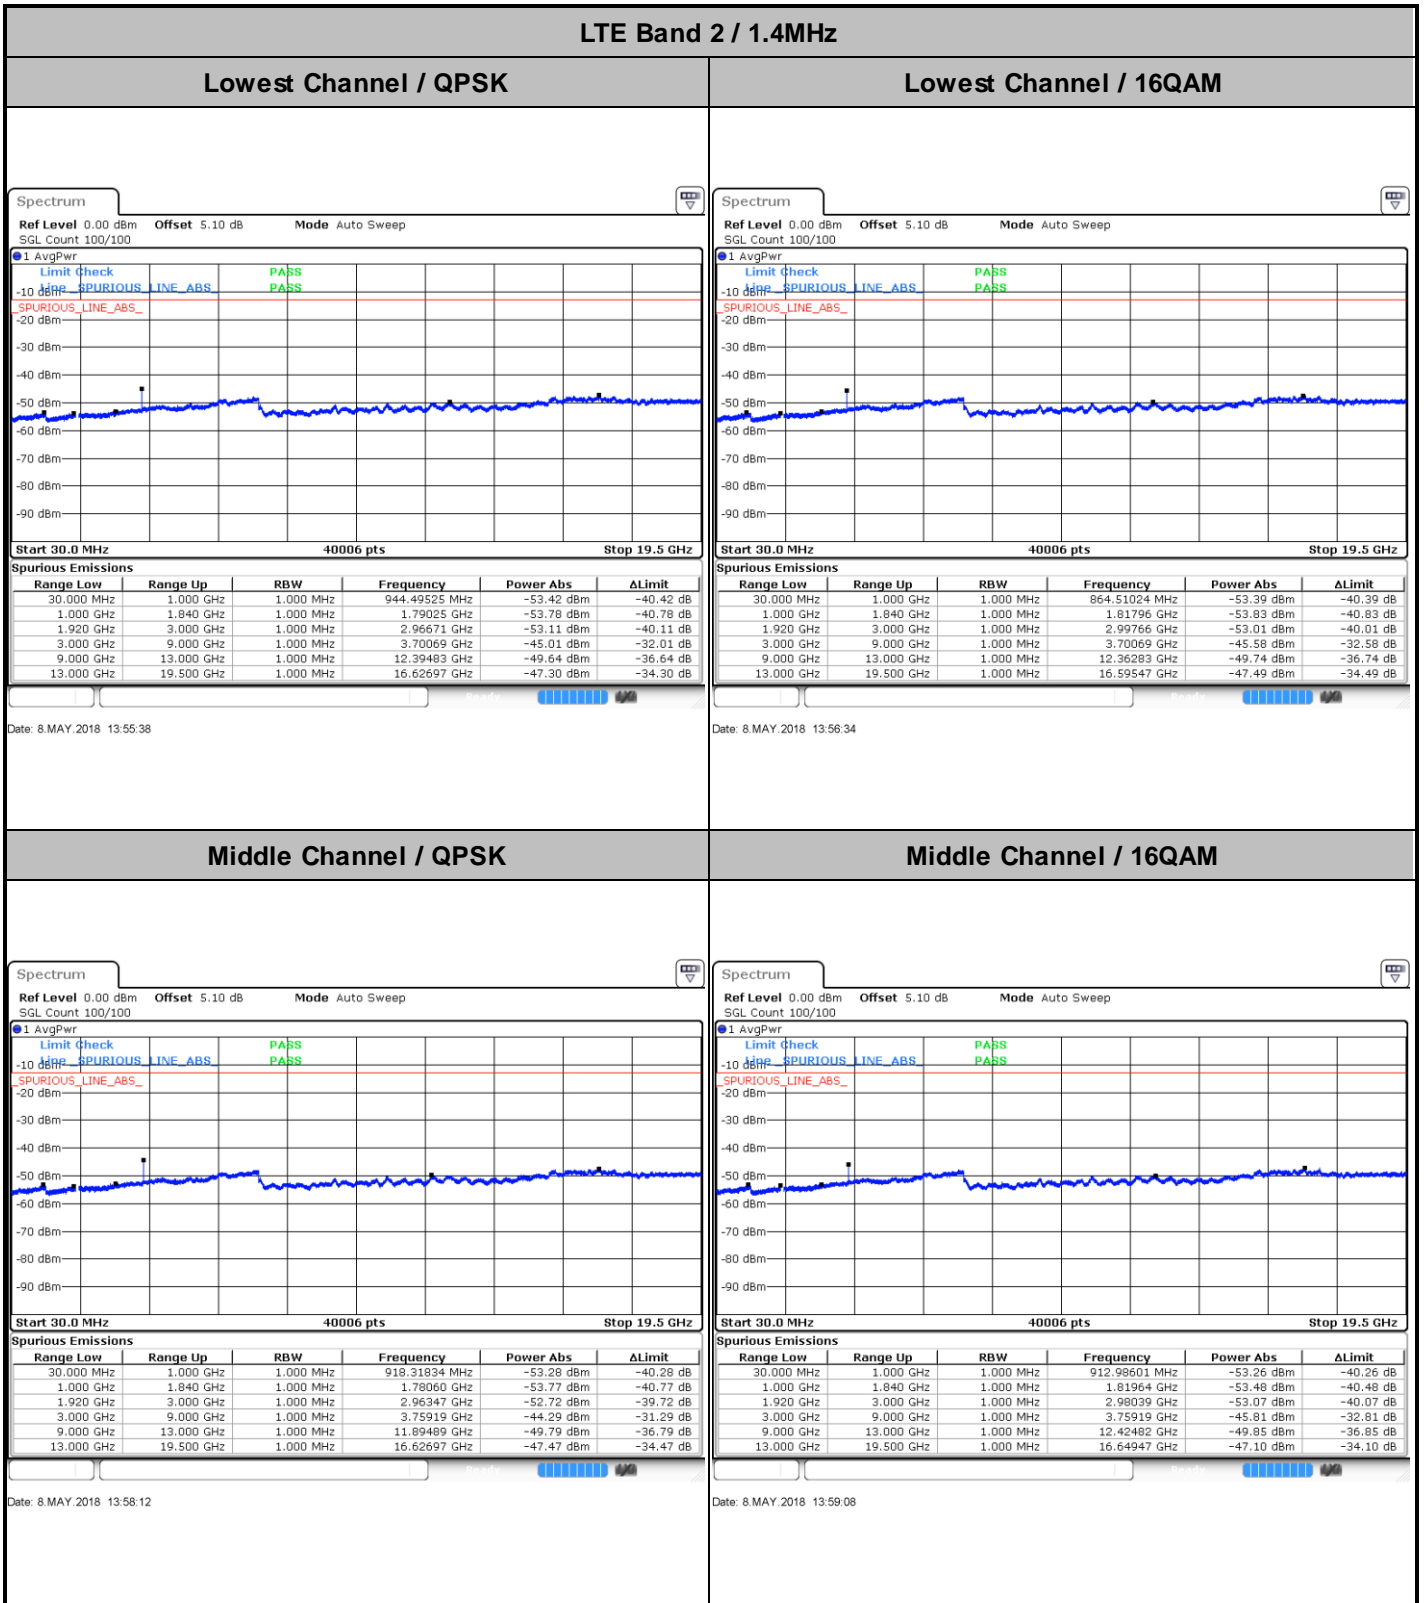 LTE Band 2 / 1.4MHz
Lowest Channel / QPSK
Lowest Channel / 16QAM
Spectrum
Ref Level 0.00 dBm Offset 5.10 dB Mode Auto Sweep
SGL Count 100/100
1 AvgPwr
Limit Check PASS
Line _SPURIOUS_LINE_ABS_ PASS
-10 dBm
_SPURIOUS_LINE_ABS_
-20 dBm
-30 dBm
-40 dBm
-50 dBm
-60 dBm
-70 dBm
-80 dBm
-90 dBm
Start 30.0 MHz 40006 pts Stop 19.5 GHz
Spurious Emissions
Range Low Range Up RBW Frequency Power Abs ΔLimit
30.000 MHz 1.000 GHz 1.000 MHz 944.49525 MHz -53.42 dBm -40.42 dB
1.000 GHz 1.840 GHz 1.000 MHz 1.79025 GHz -53.78 dBm -40.78 dB
1.920 GHz 3.000 GHz 1.000 MHz 2.96671 GHz -53.11 dBm -40.11 dB
3.000 GHz 9.000 GHz 1.000 MHz 3.70069 GHz -45.01 dBm -32.01 dB
9.000 GHz 13.000 GHz 1.000 MHz 12.39483 GHz -49.64 dBm -36.64 dB
13.000 GHz 19.500 GHz 1.000 MHz 16.62697 GHz -47.30 dBm -34.30 dB
Ready
Date: 8.MAY.2018 13:55:38
Spectrum
Ref Level 0.00 dBm Offset 5.10 dB Mode Auto Sweep
SGL Count 100/100
1 AvgPwr
Limit Check PASS
Line _SPURIOUS_LINE_ABS_ PASS
-10 dBm
_SPURIOUS_LINE_ABS_
-20 dBm
-30 dBm
-40 dBm
-50 dBm
-60 dBm
-70 dBm
-80 dBm
-90 dBm
Start 30.0 MHz 40006 pts Stop 19.5 GHz
Spurious Emissions
Range Low Range Up RBW Frequency Power Abs ΔLimit
30.000 MHz 1.000 GHz 1.000 MHz 864.51024 MHz -53.39 dBm -40.39 dB
1.000 GHz 1.840 GHz 1.000 MHz 1.81796 GHz -53.83 dBm -40.83 dB
1.920 GHz 3.000 GHz 1.000 MHz 2.99766 GHz -53.01 dBm -40.01 dB
3.000 GHz 9.000 GHz 1.000 MHz 3.70069 GHz -45.58 dBm -32.58 dB
9.000 GHz 13.000 GHz 1.000 MHz 12.36283 GHz -49.74 dBm -36.74 dB
13.000 GHz 19.500 GHz 1.000 MHz 16.59547 GHz -47.49 dBm -34.49 dB
Ready
Date: 8.MAY.2018 13:56:34
Middle Channel / QPSK
Middle Channel / 16QAM
Spectrum
Ref Level 0.00 dBm Offset 5.10 dB Mode Auto Sweep
SGL Count 100/100
1 AvgPwr
Limit Check PASS
Line _SPURIOUS_LINE_ABS_ PASS
-10 dBm
_SPURIOUS_LINE_ABS_
-20 dBm
-30 dBm
-40 dBm
-50 dBm
-60 dBm
-70 dBm
-80 dBm
-90 dBm
Start 30.0 MHz 40006 pts Stop 19.5 GHz
Spurious Emissions
Range Low Range Up RBW Frequency Power Abs ΔLimit
30.000 MHz 1.000 GHz 1.000 MHz 918.31834 MHz -53.28 dBm -40.28 dB
1.000 GHz 1.840 GHz 1.000 MHz 1.78060 GHz -53.77 dBm -40.77 dB
1.920 GHz 3.000 GHz 1.000 MHz 2.96347 GHz -52.72 dBm -39.72 dB
3.000 GHz 9.000 GHz 1.000 MHz 3.75919 GHz -44.29 dBm -31.29 dB
9.000 GHz 13.000 GHz 1.000 MHz 11.89489 GHz -49.79 dBm -36.79 dB
13.000 GHz 19.500 GHz 1.000 MHz 16.62697 GHz -47.47 dBm -34.47 dB
Ready
Date: 8.MAY.2018 13:58:12
Spectrum
Ref Level 0.00 dBm Offset 5.10 dB Mode Auto Sweep
SGL Count 100/100
1 AvgPwr
Limit Check PASS
Line _SPURIOUS_LINE_ABS_ PASS
-10 dBm
_SPURIOUS_LINE_ABS_
-20 dBm
-30 dBm
-40 dBm
-50 dBm
-60 dBm
-70 dBm
-80 dBm
-90 dBm
Start 30.0 MHz 40006 pts Stop 19.5 GHz
Spurious Emissions
Range Low Range Up RBW Frequency Power Abs ΔLimit
30.000 MHz 1.000 GHz 1.000 MHz 912.98601 MHz -53.26 dBm -40.26 dB
1.000 GHz 1.840 GHz 1.000 MHz 1.81964 GHz -53.48 dBm -40.48 dB
1.920 GHz 3.000 GHz 1.000 MHz 2.98039 GHz -53.07 dBm -40.07 dB
3.000 GHz 9.000 GHz 1.000 MHz 3.75919 GHz -45.81 dBm -32.81 dB
9.000 GHz 13.000 GHz 1.000 MHz 12.42482 GHz -49.85 dBm -36.85 dB
13.000 GHz 19.500 GHz 1.000 MHz 16.64947 GHz -47.10 dBm -34.10 dB
Ready
Date: 8.MAY.2018 13:59:08